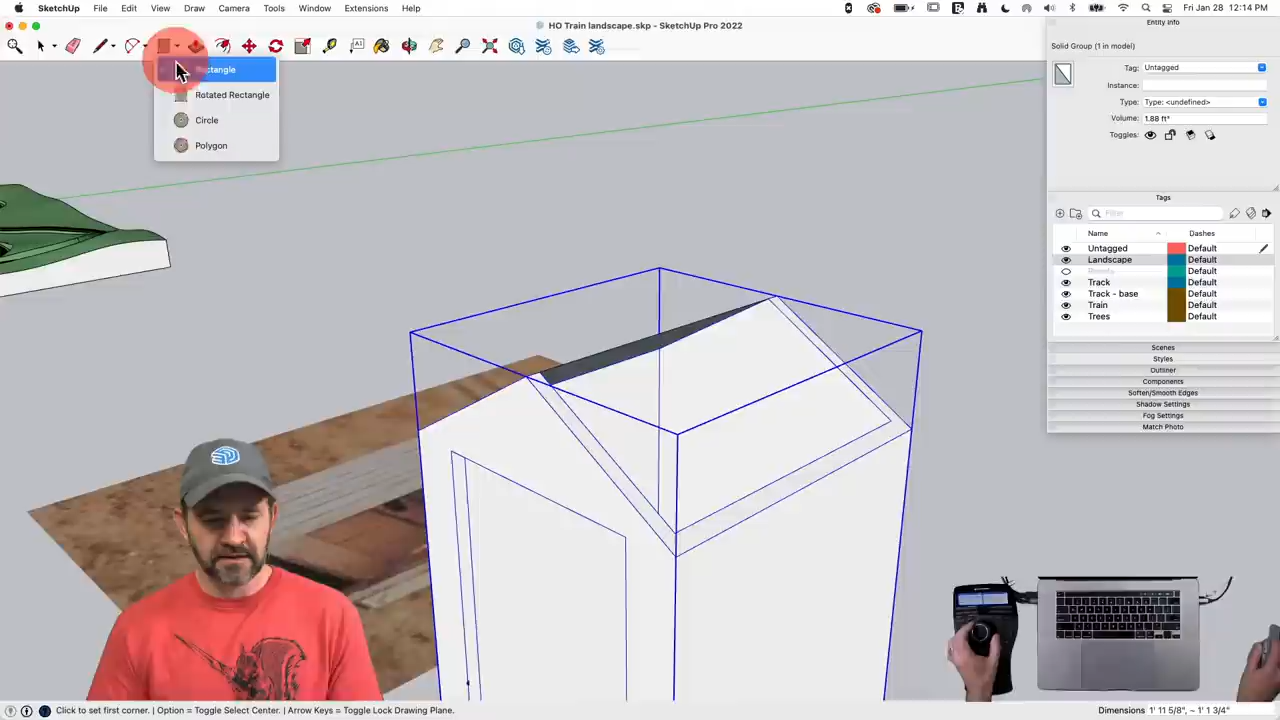 SketchUp File Edit View Draw Camera Tools Window Extensions Help Fri Jan 28 12:14 PM
HO Train landscape.skp - SketchUp Pro 2022
Rectangle
Rotated Rectangle
Circle
Polygon
Entity Info
Solid Group (1 in model)
Tag: Untagged
Instance:
Type: Type: <undefined>
Volume: 1.88 ft³
Toggles:
Tags
Filter
Name Dashes
Untagged Default
Landscape Default
Default
Track Default
Track - base Default
Train Default
Trees Default
Scenes
Styles
Outliner
Components
Soften/Smooth Edges
Shadow Settings
Fog Settings
Match Photo
Click to set first corner. | Option = Toggle Select Center. | Arrow Keys = Toggle Lock Drawing Plane. Dimensions 1' 11 5/8", ~ 1' 1 3/4"